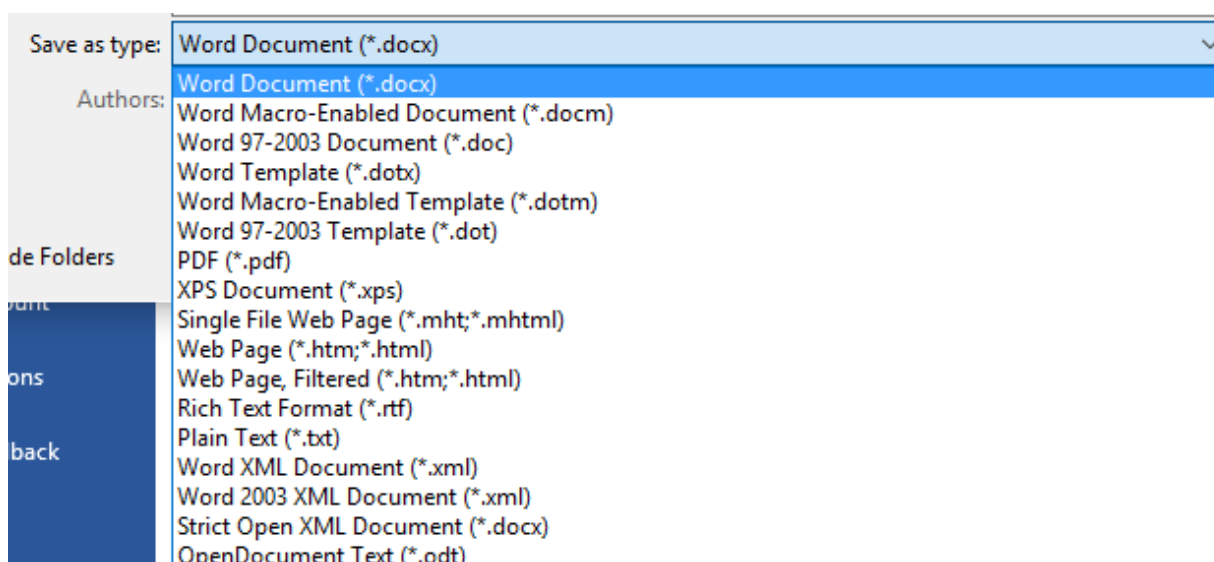 Save as type: Word Document (*.docx)
Authors:
Word Document (*.docx)
Word Macro-Enabled Document (*.docm)
Word 97-2003 Document (*.doc)
Word Template (*.dotx)
Word Macro-Enabled Template (*.dotm)
Word 97-2003 Template (*.dot)
de Folders
PDF (*.pdf)
XPS Document (*.xps)
ount
Single File Web Page (*.mht;*.mhtml)
Web Page (*.htm;*.html)
ons
Web Page, Filtered (*.htm;*.html)
Rich Text Format (*.rtf)
Plain Text (*.txt)
back
Word XML Document (*.xml)
Word 2003 XML Document (*.xml)
Strict Open XML Document (*.docx)
OpenDocument Text (*.odt)